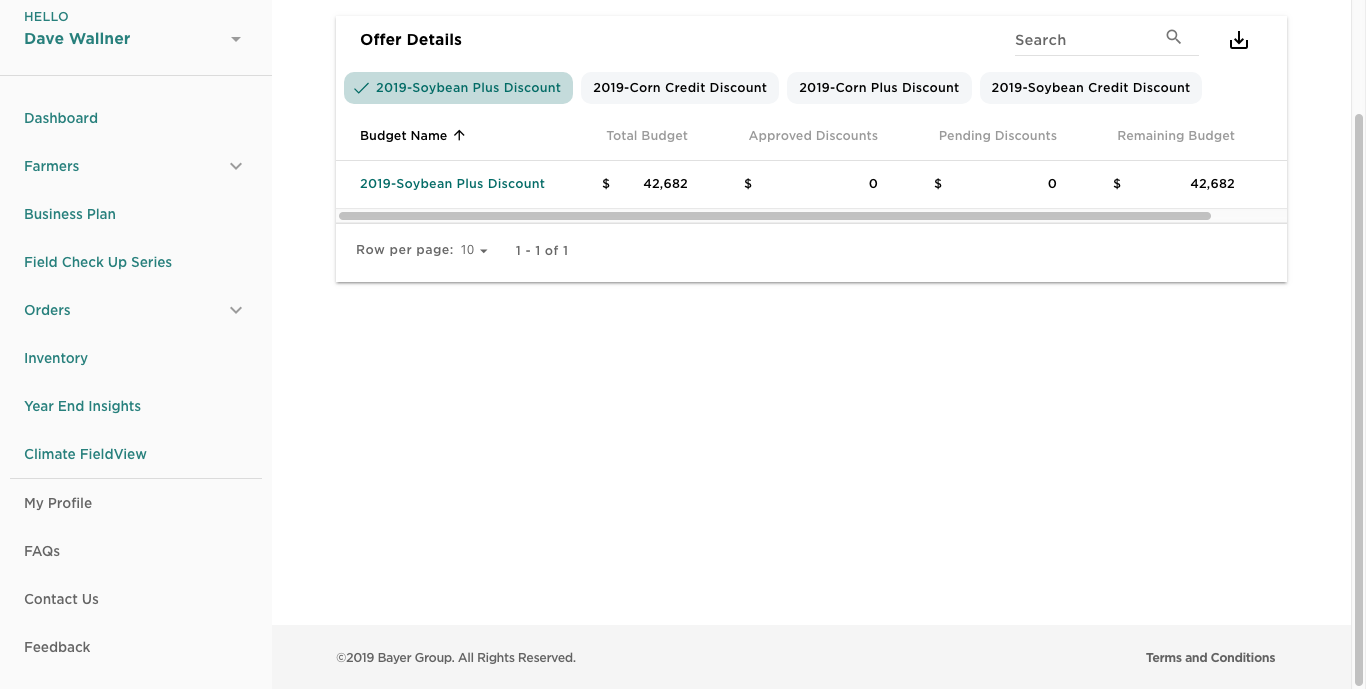 HELLO
Dave Wallner
Dashboard
Farmers
Business Plan
Field Check Up Series
Orders
Inventory
Year End Insights
Climate FieldView
My Profile
FAQs
Contact Us
Feedback
Offer Details
Search
2019-Soybean Plus Discount
2019-Corn Credit Discount
2019-Corn Plus Discount
2019-Soybean Credit Discount
Budget Name Total Budget Approved Discounts Pending Discounts Remaining Budget
2019-Soybean Plus Discount $ 42,682 $ 0 $ 0 $ 42,682
Row per page: 10 1 - 1 of 1
©2019 Bayer Group. All Rights Reserved.
Terms and Conditions